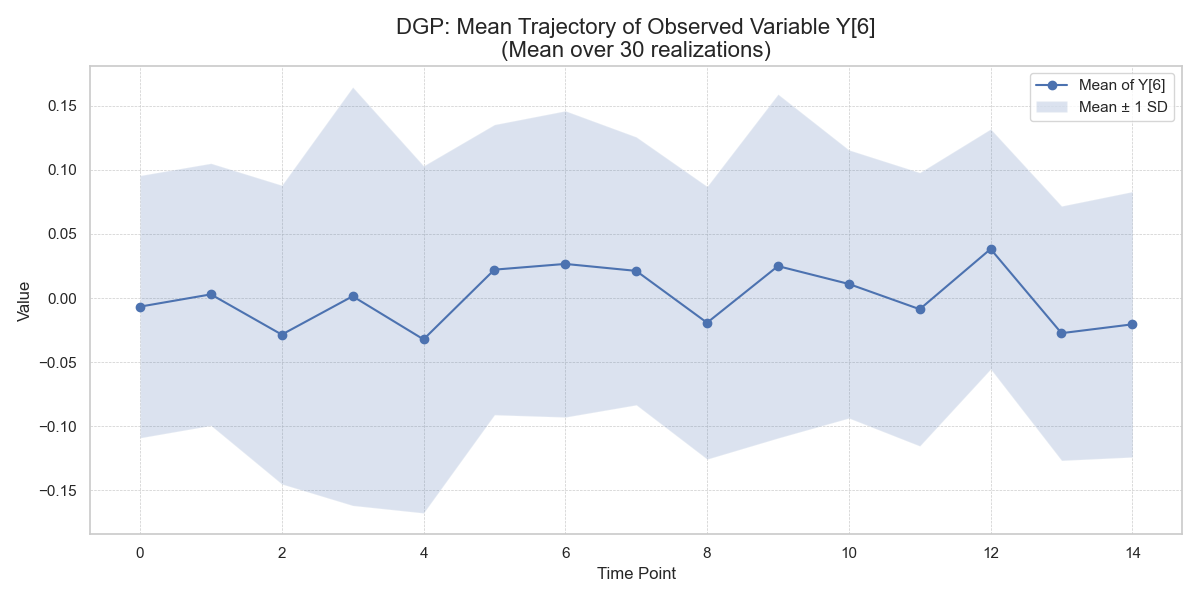 DGP: Mean Trajectory of Observed Variable Y[6]
(Mean over 30 realizations)
Mean of Y[6]
Mean ± 1 SD
Value
0.15
0.10
0.05
0.00
−0.05
−0.10
−0.15
0 2 4 6 8 10 12 14
Time Point